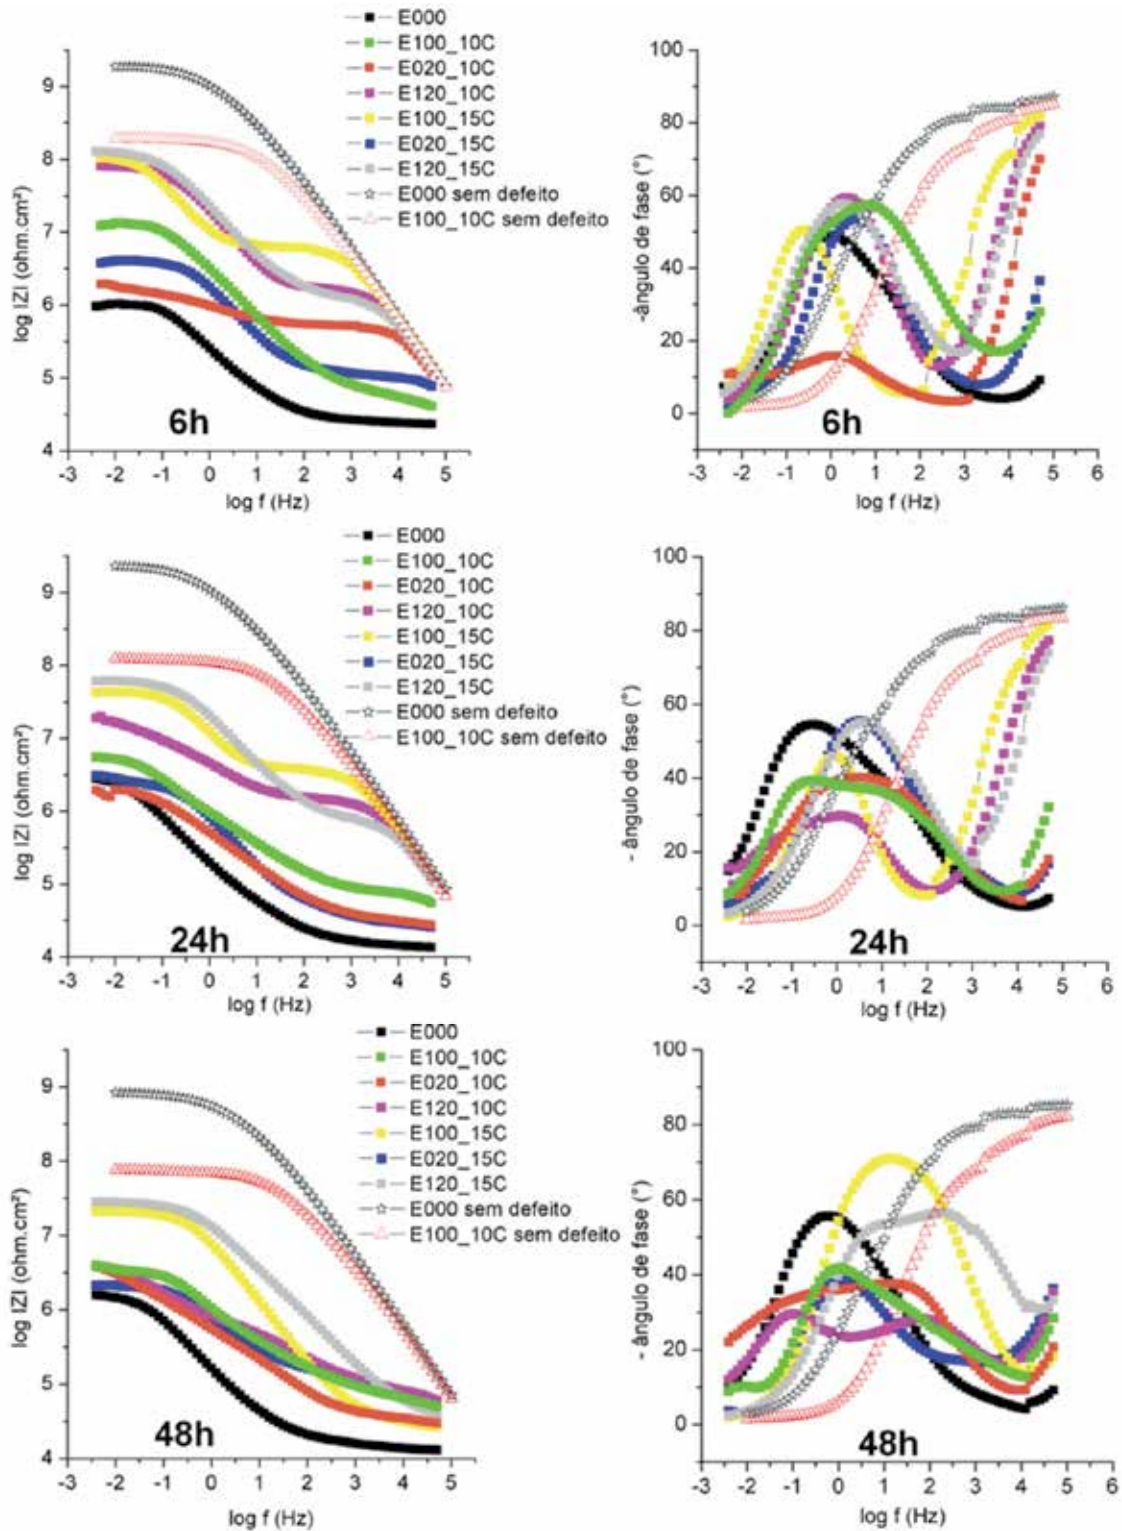 E000
E100_10C
E020_10C
E120_10C
E100_15C
E020_15C
E120_15C
E000 sem defeito
E100_10C sem defeito
log |Z| (ohm.cm²)
9
8
7
6
5
4
6h
-3 -2 -1 0 1 2 3 4 5
log f (Hz)
-ângulo de fase (°)
100
80
60
40
20
0
6h
-3 -2 -1 0 1 2 3 4 5 6
log f (Hz)
E000
E100_10C
E020_10C
E120_10C
E100_15C
E020_15C
E120_15C
E000 sem defeito
E100_10C sem defeito
log |Z| (ohm.cm²)
9
8
7
6
5
4
24h
-3 -2 -1 0 1 2 3 4 5
log f (Hz)
- ângulo de fase (°)
100
80
60
40
20
0
24h
-3 -2 -1 0 1 2 3 4 5 6
log f (Hz)
E000
E100_10C
E020_10C
E120_10C
E100_15C
E020_15C
E120_15C
E000 sem defeito
E100_10C sem defeito
log |Z| (ohm.cm²)
9
8
7
6
5
4
48h
-3 -2 -1 0 1 2 3 4 5
log f (Hz)
- ângulo de fase (°)
100
80
60
40
20
0
48h
-3 -2 -1 0 1 2 3 4 5 6
log f (Hz)